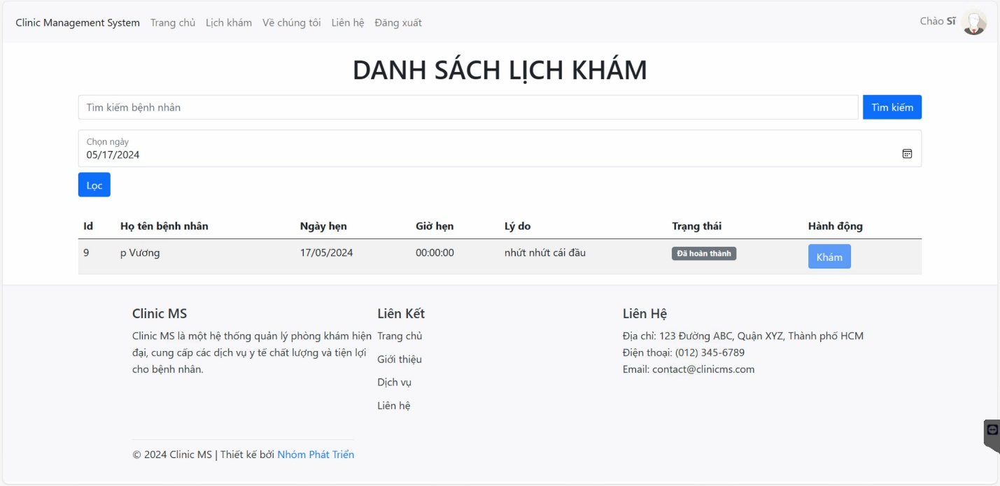 Clinic Management System Trang chủ Lịch khám Về chúng tôi Liên hệ Đăng xuất Chào Sĩ
DANH SÁCH LỊCH KHÁM
Tìm kiếm bệnh nhân Tìm kiếm
Chọn ngày
05/17/2024
Lọc
Id Họ tên bệnh nhân Ngày hẹn Giờ hẹn Lý do Trạng thái Hành động
9 p Vương 17/05/2024 00:00:00 nhứt nhứt cái đầu Đã hoàn thành Khám
Clinic MS
Clinic MS là một hệ thống quản lý phòng khám hiện
đại, cung cấp các dịch vụ y tế chất lượng và tiện lợi
cho bệnh nhân.
Liên Kết
Trang chủ
Giới thiệu
Dịch vụ
Liên hệ
Liên Hệ
Địa chỉ: 123 Đường ABC, Quận XYZ, Thành phố HCM
Điện thoại: (012) 345-6789
Email: contact@clinicms.com
© 2024 Clinic MS | Thiết kế bởi Nhóm Phát Triển